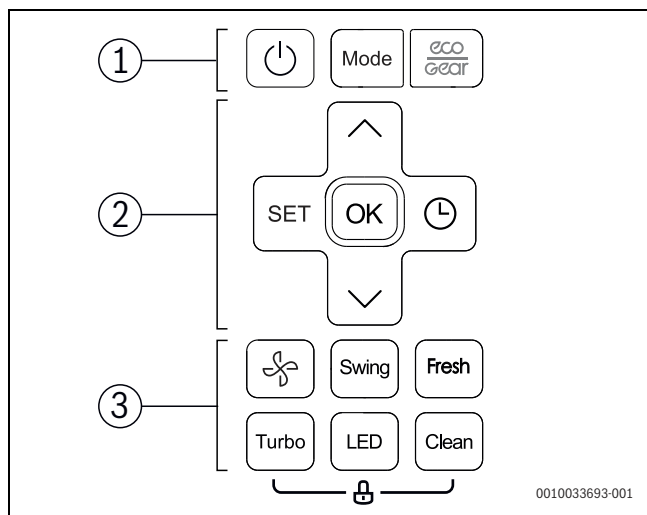 1
Mode
eco
Gear
2
SET OK
3
Swing Fresh
Turbo LED Clean
0010033693-001